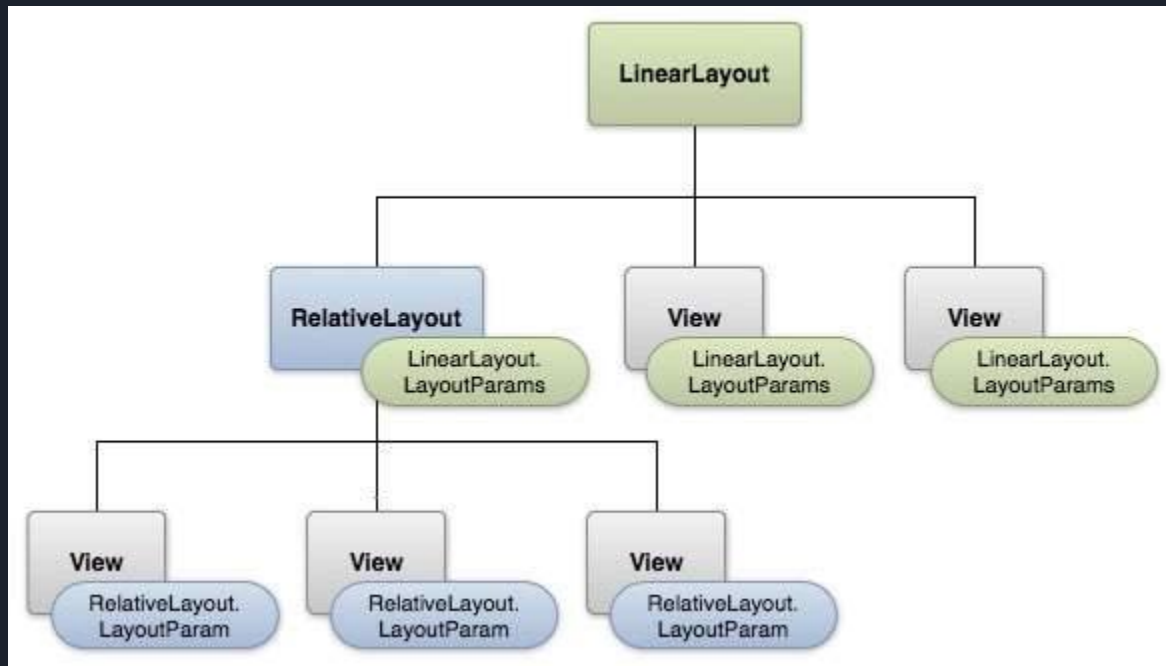 LinearLayout
RelativeLayout
LinearLayout.
LayoutParams
View
LinearLayout.
LayoutParams
View
LinearLayout.
LayoutParams
View
RelativeLayout.
LayoutParam
View
RelativeLayout.
LayoutParam
View
RelativeLayout.
LayoutParam